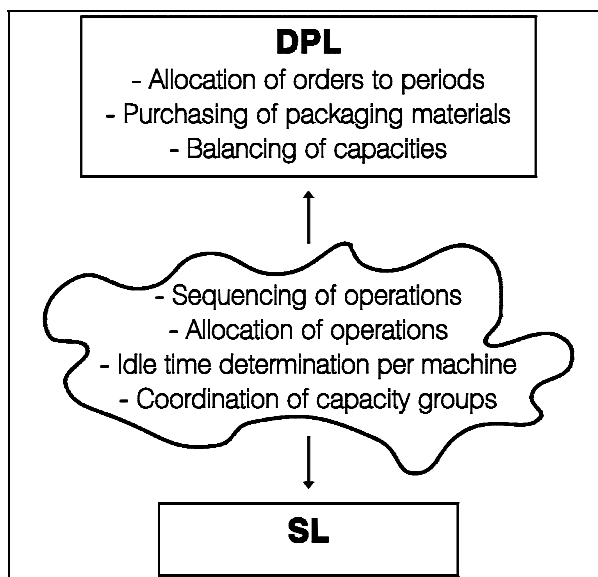 DPL
- Allocation of orders to periods
- Purchasing of packaging materials
- Balancing of capacities
- Sequencing of operations
- Allocation of operations
- Idle time determination per machine
- Coordination of capacity groups
SL